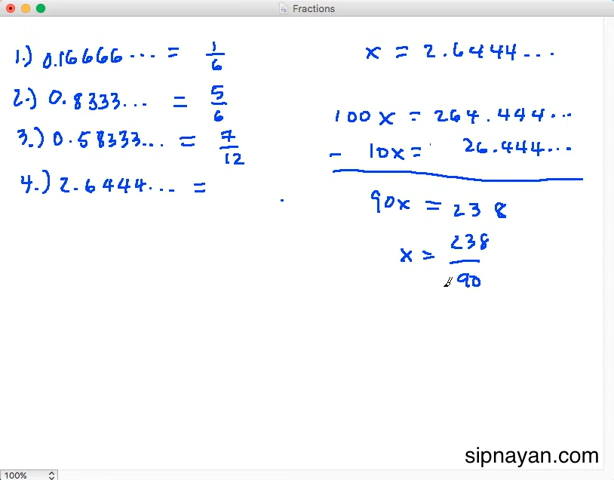 Fractions
1.) 0.16666... = 1/6
2.) 0.8333... = 5/6
3.) 0.58333... = 7/12
4.) 2.6444... =
x = 2.6444...
100x = 264.444...
- 10x = 26.444...
90x = 238
x = 238/90
sipnayan.com
100%